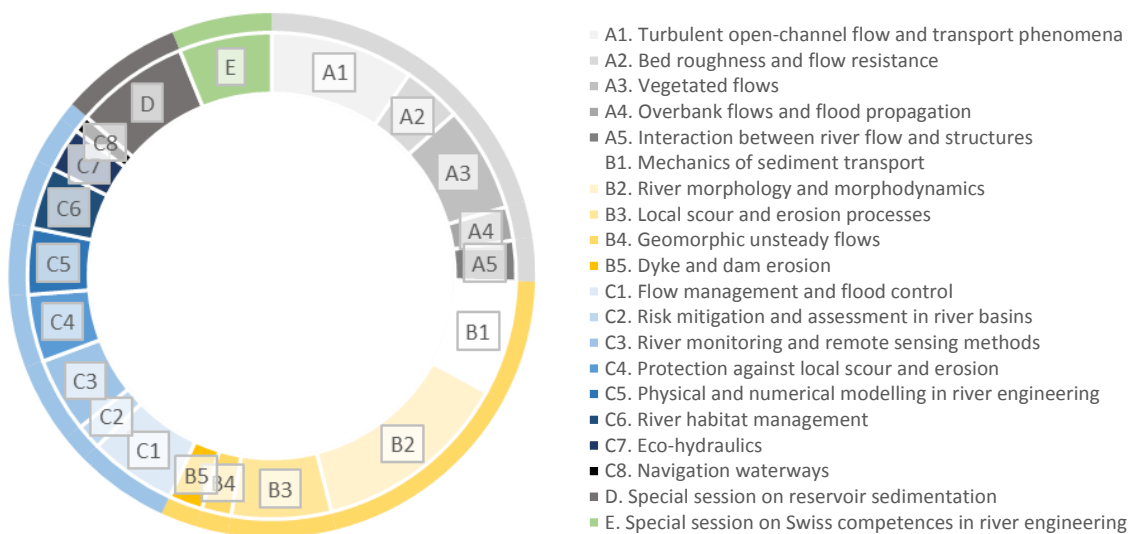 A1
A2
A3
A4
A5
B1
B2
B3
B4
B5
C1
C2
C3
C4
C5
C6
C7
C8
D
E
A1. Turbulent open-channel flow and transport phenomena
A2. Bed roughness and flow resistance
A3. Vegetated flows
A4. Overbank flows and flood propagation
A5. Interaction between river flow and structures
B1. Mechanics of sediment transport
B2. River morphology and morphodynamics
B3. Local scour and erosion processes
B4. Geomorphic unsteady flows
B5. Dyke and dam erosion
C1. Flow management and flood control
C2. Risk mitigation and assessment in river basins
C3. River monitoring and remote sensing methods
C4. Protection against local scour and erosion
C5. Physical and numerical modelling in river engineering
C6. River habitat management
C7. Eco-hydraulics
C8. Navigation waterways
D. Special session on reservoir sedimentation
E. Special session on Swiss competences in river engineering